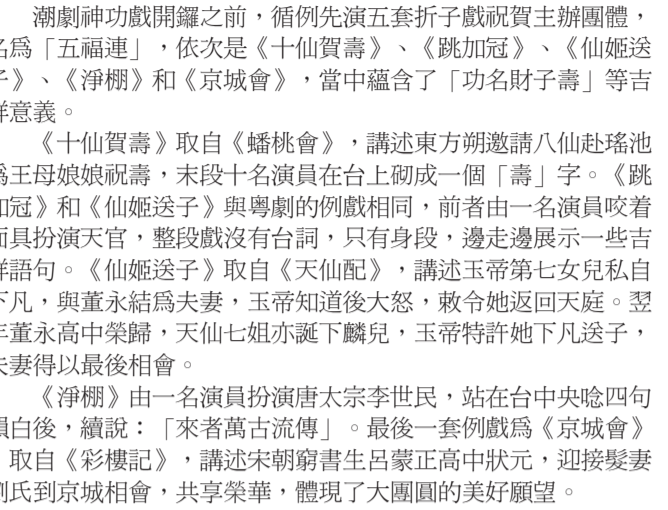 潮劇神功戲開鑼之前，循例先演五套折子戲祝賀主辦團體，
名爲「五福連」，依次是《十仙賀壽》、《跳加冠》、《仙姬送
子》、《淨棚》和《京城會》，當中蘊含了「功名財子壽」等吉
祥意義。
《十仙賀壽》取自《蟠桃會》，講述東方朔邀請八仙赴瑤池
爲王母娘娘祝壽，末段十名演員在台上砌成一個「壽」字。《跳
加冠》和《仙姬送子》與粵劇的例戲相同，前者由一名演員咬着
面具扮演天官，整段戲沒有台詞，只有身段，邊走邊展示一些吉
祥語句。《仙姬送子》取自《天仙配》，講述玉帝第七女兒私自
下凡，與董永結爲夫妻，玉帝知道後大怒，敕令她返回天庭。翌
年董永高中榮歸，天仙七姐亦誕下麟兒，玉帝特許她下凡送子，
夫妻得以最後相會。
《淨棚》由一名演員扮演唐太宗李世民，站在台中央唸四句
韻白後，續說：「來者萬古流傳」。最後一套例戲爲《京城會》
，取自《彩樓記》，講述宋朝窮書生呂蒙正高中狀元，迎接髮妻
劉氏到京城相會，共享榮華，體現了大團圓的美好願望。